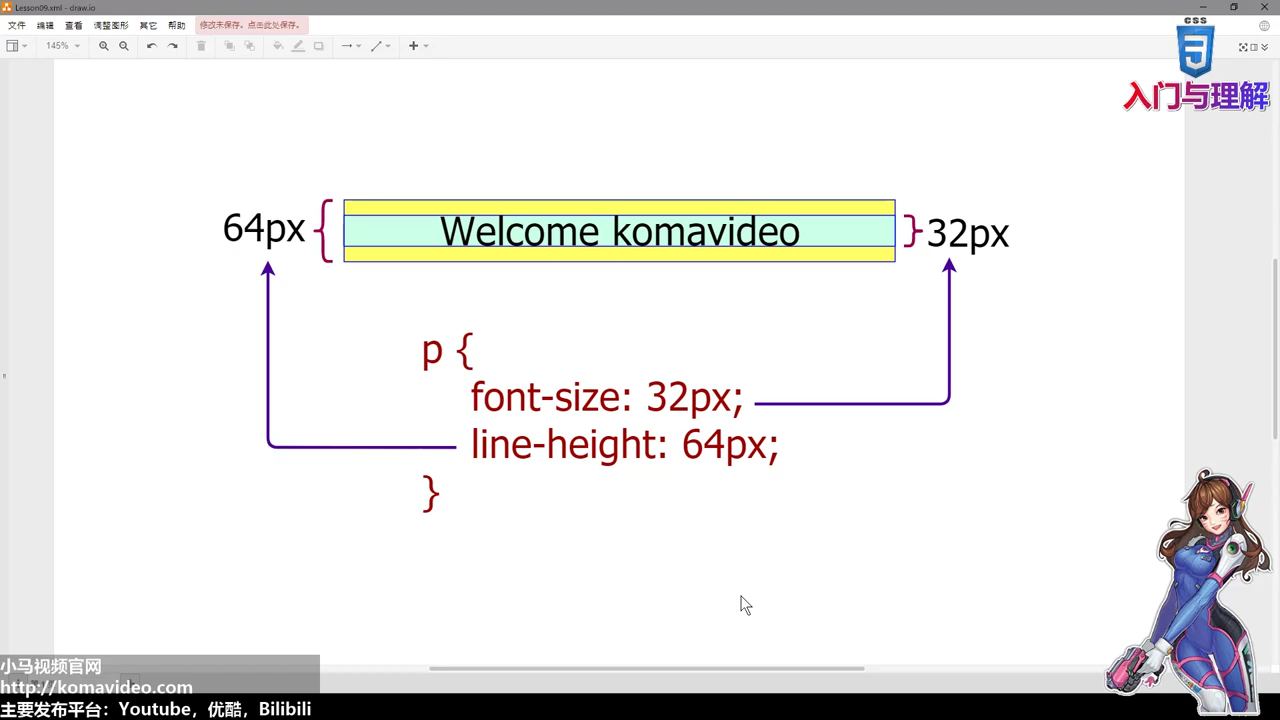 Lesson09.xml - draw.io
文件 编辑 查看 调整图形 其它 帮助 修改未保存。点击此处保存。
145%
CSS
3
入门与理解
64px
Welcome komavideo
32px
p {
font-size: 32px;
line-height: 64px;
}
小马视频官网
http://komavideo.com
主要发布平台：Youtube，优酷，Bilibili